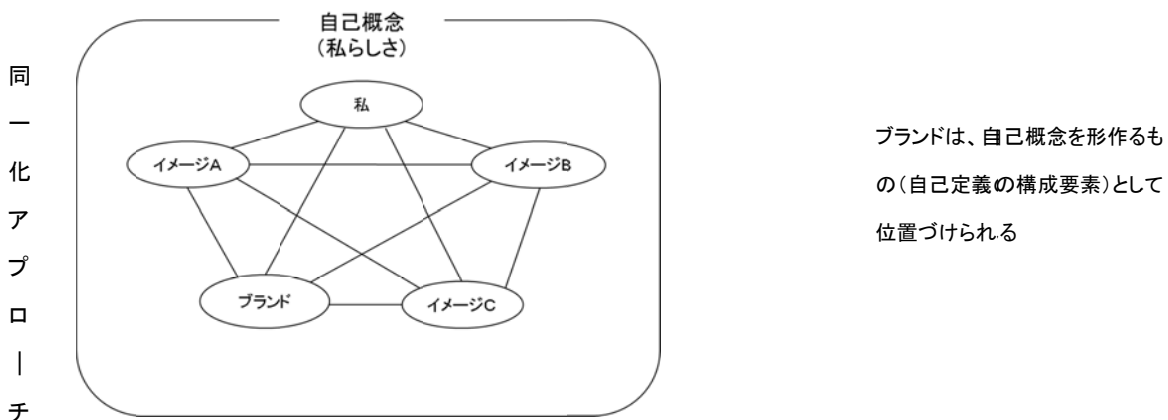 同一化アプローチ
自己概念
（私らしさ）
私
イメージA
イメージB
ブランド
イメージC
ブランドは、自己概念を形作るも
の（自己定義の構成要素）として
位置づけられる